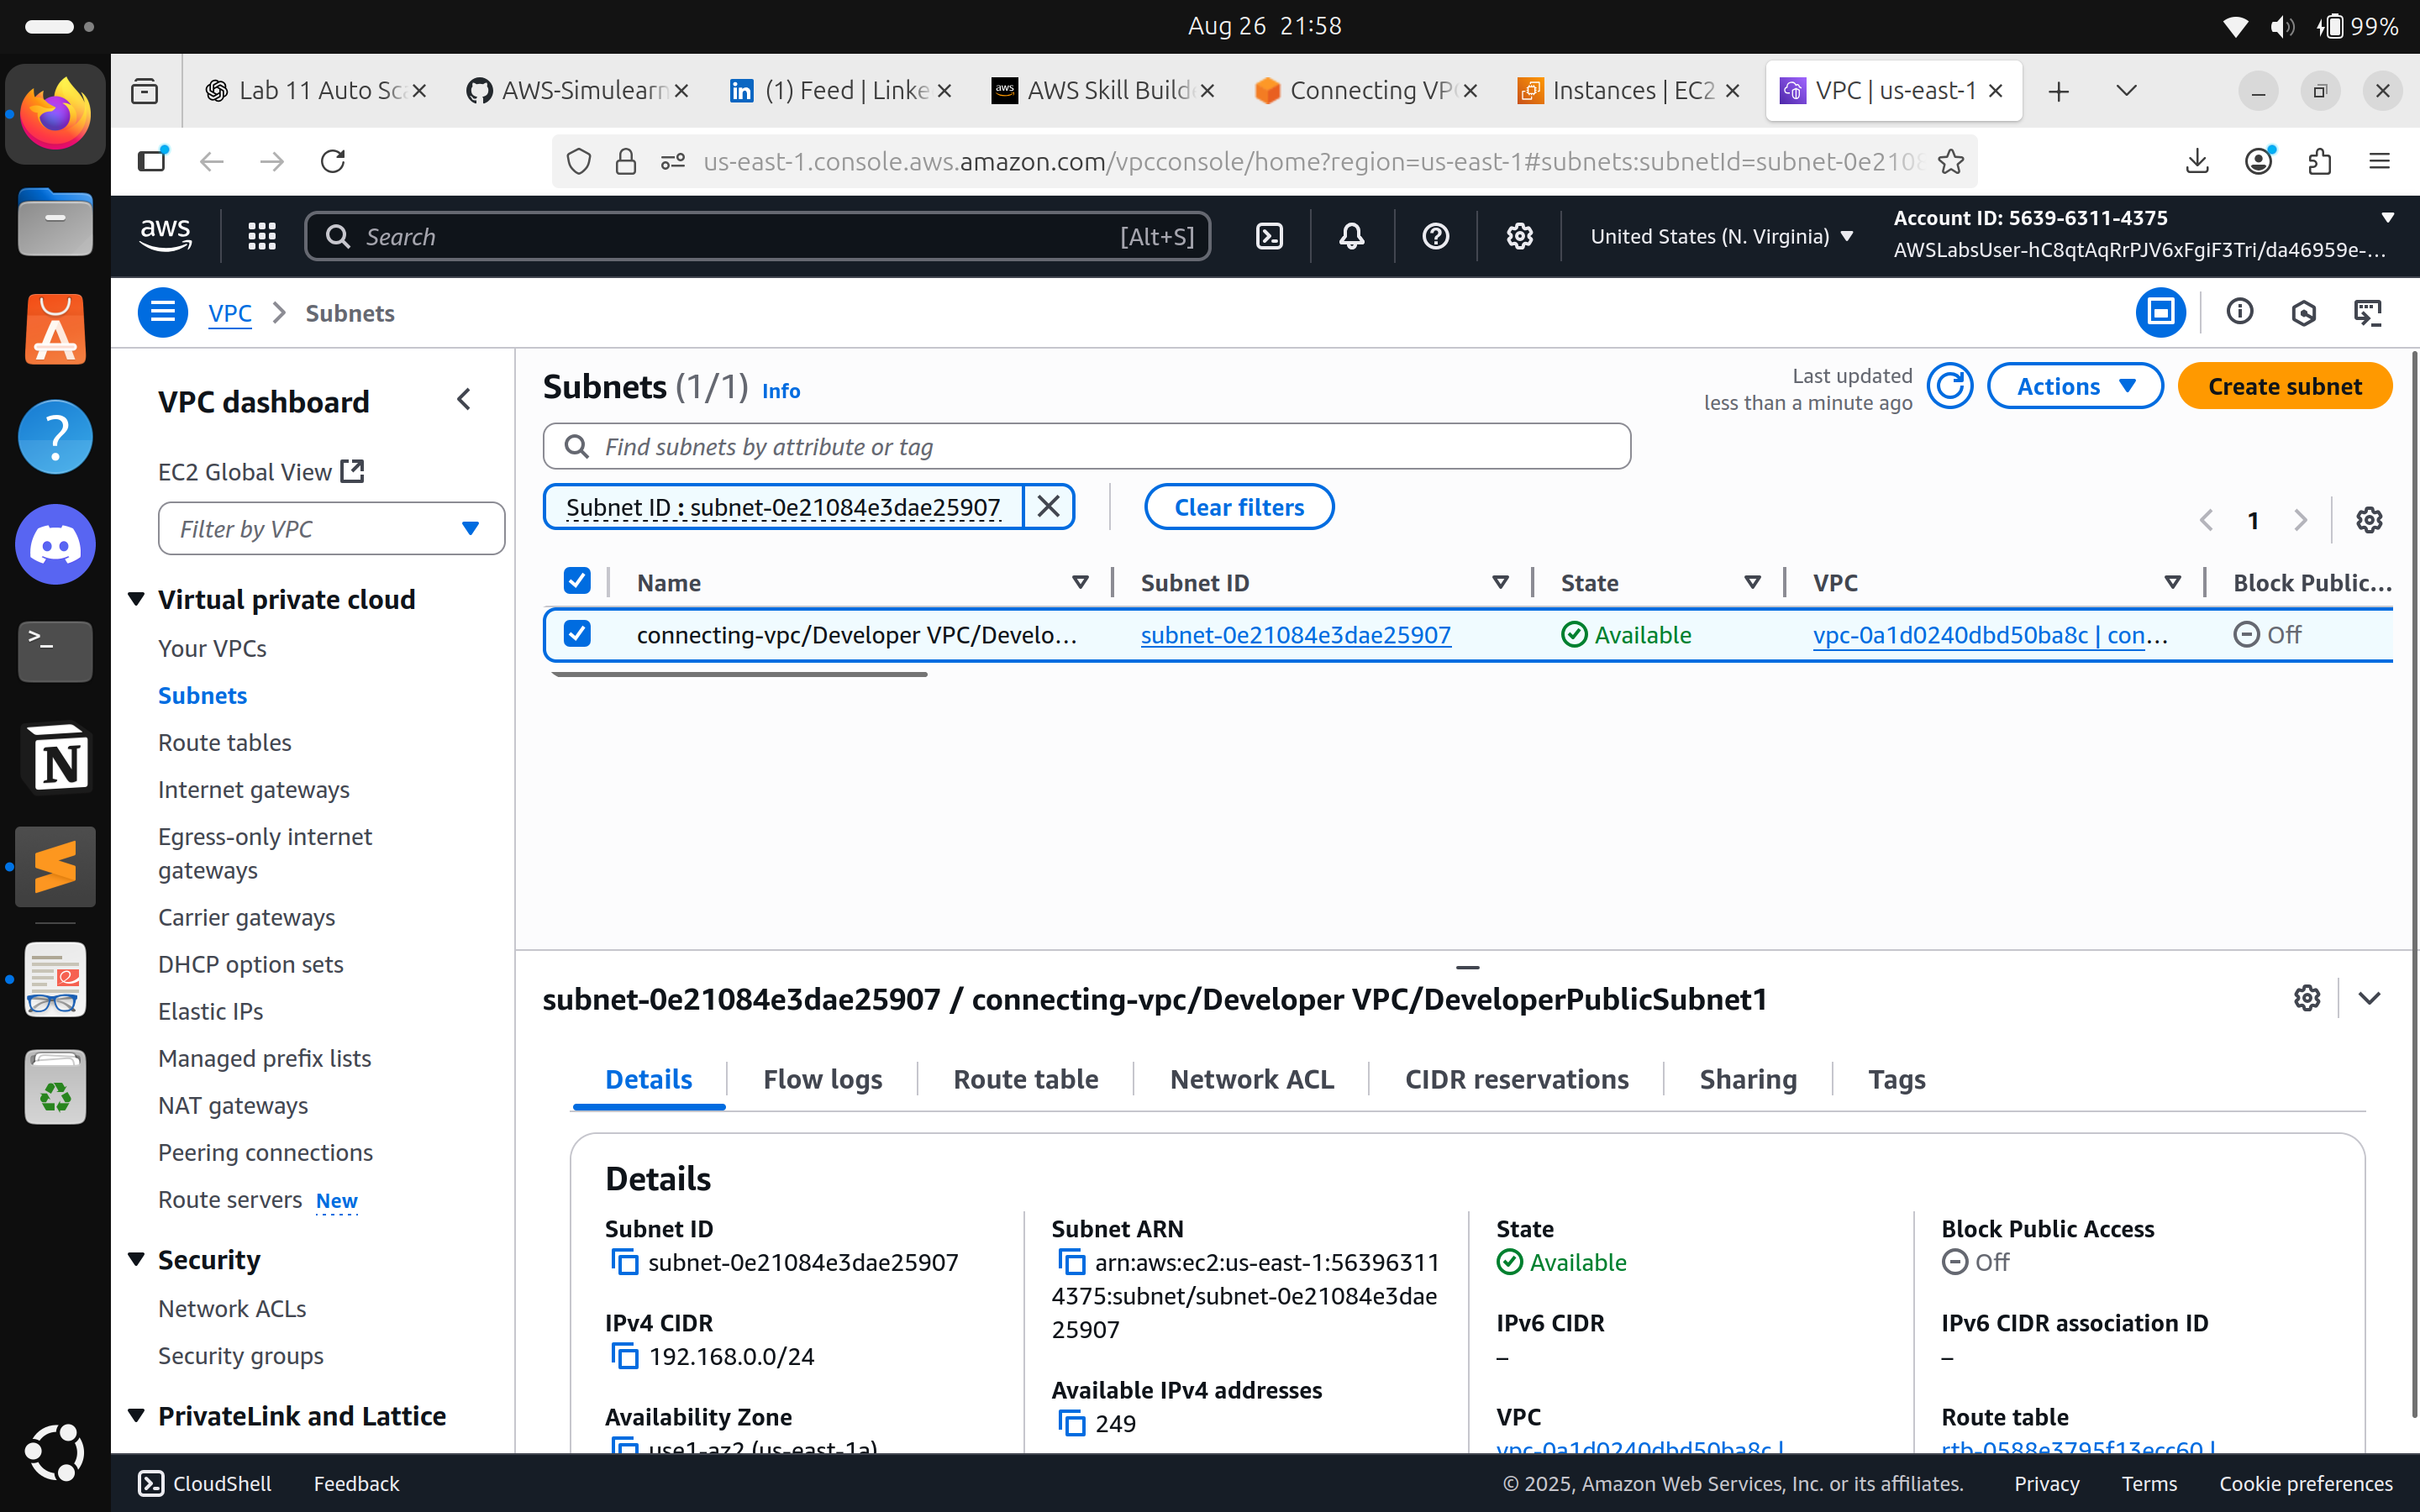 Aug 26 21:58
99%
Lab 11 Auto Sca
AWS-Simulearn
(1) Feed | Linke
AWS Skill Build
Connecting VP
Instances | EC2
VPC | us-east-1
us-east-1.console.aws.amazon.com/vpcconsole/home?region=us-east-1#subnets:subnetId=subnet-0e2108
aws
Search
[Alt+S]
United States (N. Virginia)
Account ID: 5639-6311-4375
AWSLabsUser-hC8qtAqRrPJV6xFgiF3Tri/da46959e-...
VPC
Subnets
VPC dashboard
EC2 Global View
Filter by VPC
Virtual private cloud
Your VPCs
Subnets
Route tables
Internet gateways
Egress-only internet
gateways
Carrier gateways
DHCP option sets
Elastic IPs
Managed prefix lists
NAT gateways
Peering connections
Route servers New
Security
Network ACLs
Security groups
PrivateLink and Lattice
Subnets (1/1) Info
Last updated
less than a minute ago
Actions
Create subnet
Find subnets by attribute or tag
Subnet ID : subnet-0e21084e3dae25907
Clear filters
1
Name Subnet ID State VPC Block Public...
connecting-vpc/Developer VPC/Develo... subnet-0e21084e3dae25907 Available vpc-0a1d0240dbd50ba8c | con... Off
subnet-0e21084e3dae25907 / connecting-vpc/Developer VPC/DeveloperPublicSubnet1
Details Flow logs Route table Network ACL CIDR reservations Sharing Tags
Details
Subnet ID
subnet-0e21084e3dae25907
IPv4 CIDR
192.168.0.0/24
Availability Zone
use1-az2 (us-east-1a)
Subnet ARN
arn:aws:ec2:us-east-1:56396311
4375:subnet/subnet-0e21084e3dae
25907
Available IPv4 addresses
249
State
Available
IPv6 CIDR
–
VPC
vpc-0a1d0240dbd50ba8c |
Block Public Access
Off
IPv6 CIDR association ID
–
Route table
rtb-0588e3795f13ecc60 |
CloudShell
Feedback
© 2025, Amazon Web Services, Inc. or its affiliates.
Privacy
Terms
Cookie preferences